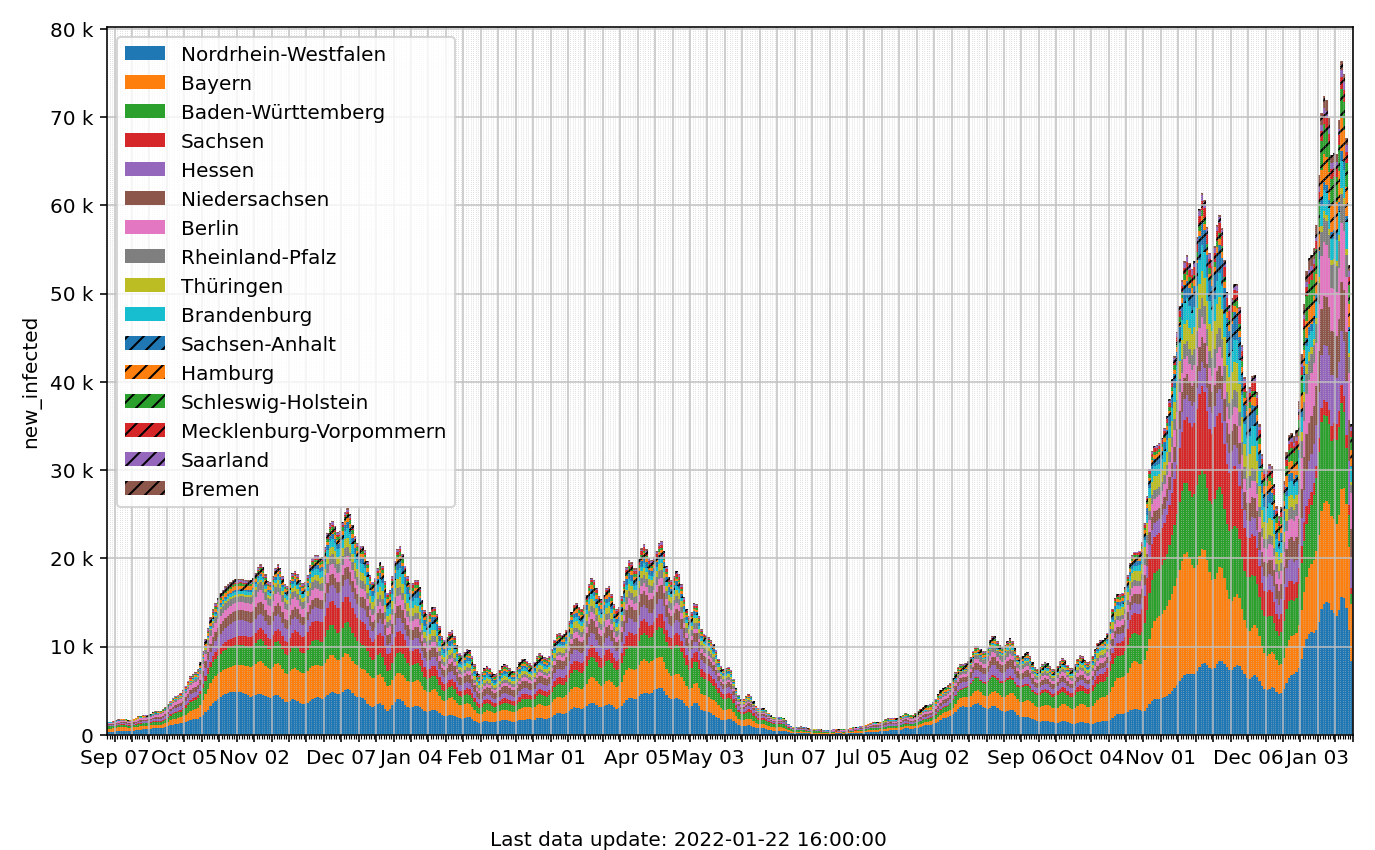 80 k
70 k
60 k
50 k
40 k
30 k
20 k
10 k
0
new_infected
Nordrhein-Westfalen
Bayern
Baden-Württemberg
Sachsen
Hessen
Niedersachsen
Berlin
Rheinland-Pfalz
Thüringen
Brandenburg
Sachsen-Anhalt
Hamburg
Schleswig-Holstein
Mecklenburg-Vorpommern
Saarland
Bremen
Sep 07 Oct 05 Nov 02 Dec 07 Jan 04 Feb 01 Mar 01 Apr 05 May 03 Jun 07 Jul 05 Aug 02 Sep 06 Oct 04 Nov 01 Dec 06 Jan 03
Last data update: 2022-01-22 16:00:00